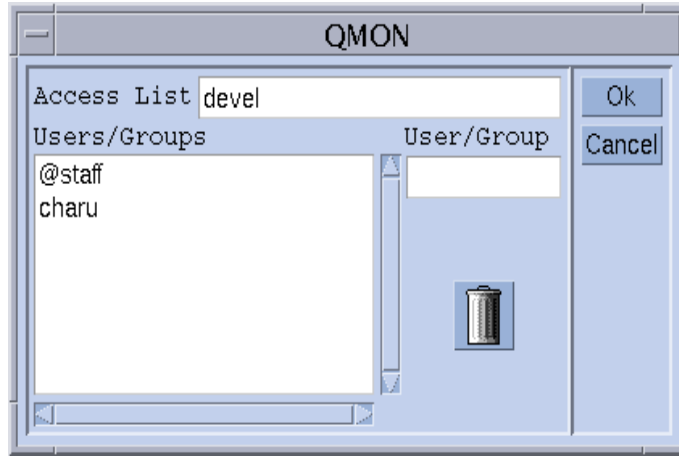 QMON
Access List devel
Ok
Users/Groups
User/Group
Cancel
@staff
charu